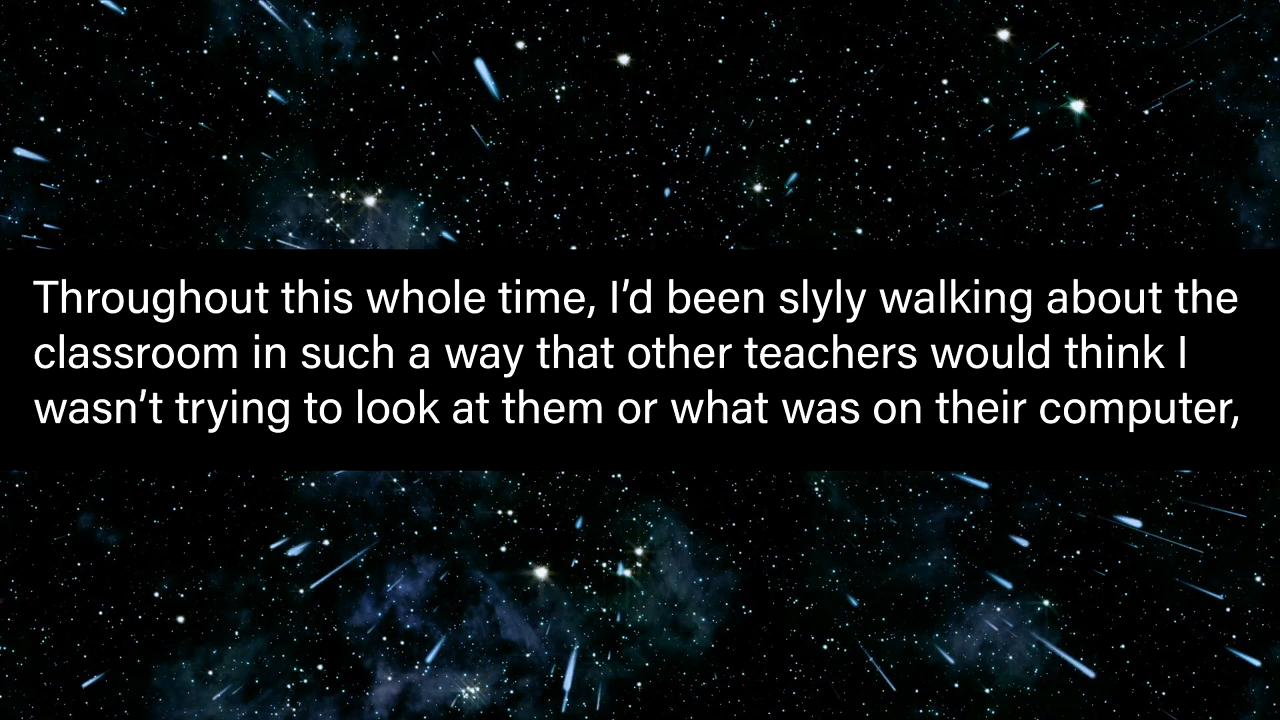 Throughout this whole time, I’d been slyly walking about the
classroom in such a way that other teachers would think I
wasn’t trying to look at them or what was on their computer,